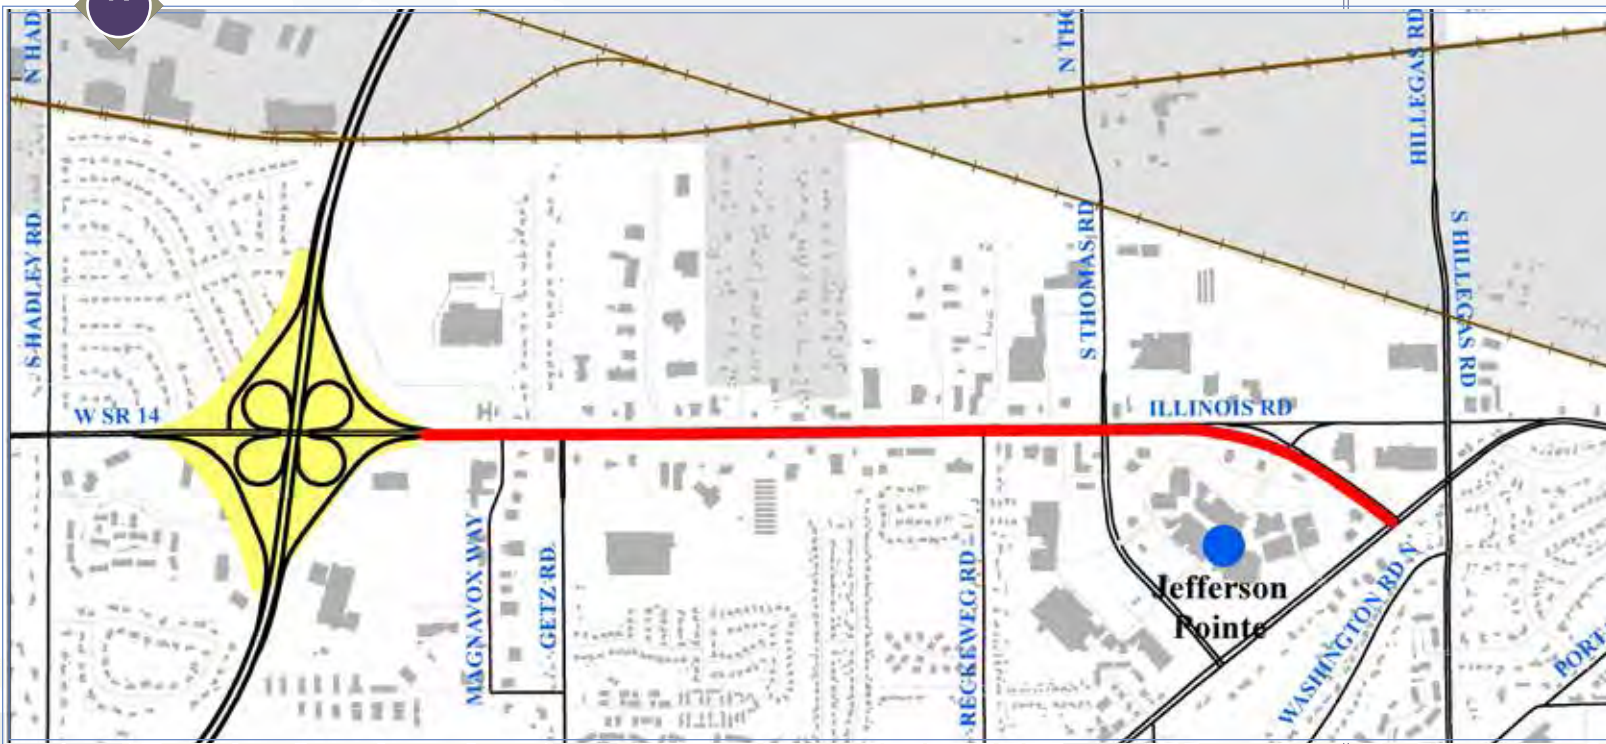 N HAD
N THO
HILLEGAS RD
S HADLEY RD
S THOMAS RD
S HILLEGAS RD
W SR 14
ILLINOIS RD
MAGNAVOX WAY
GETZ RD
RECKEWEG RD
Jefferson
Pointe
WASHINGTON RD N
PORT